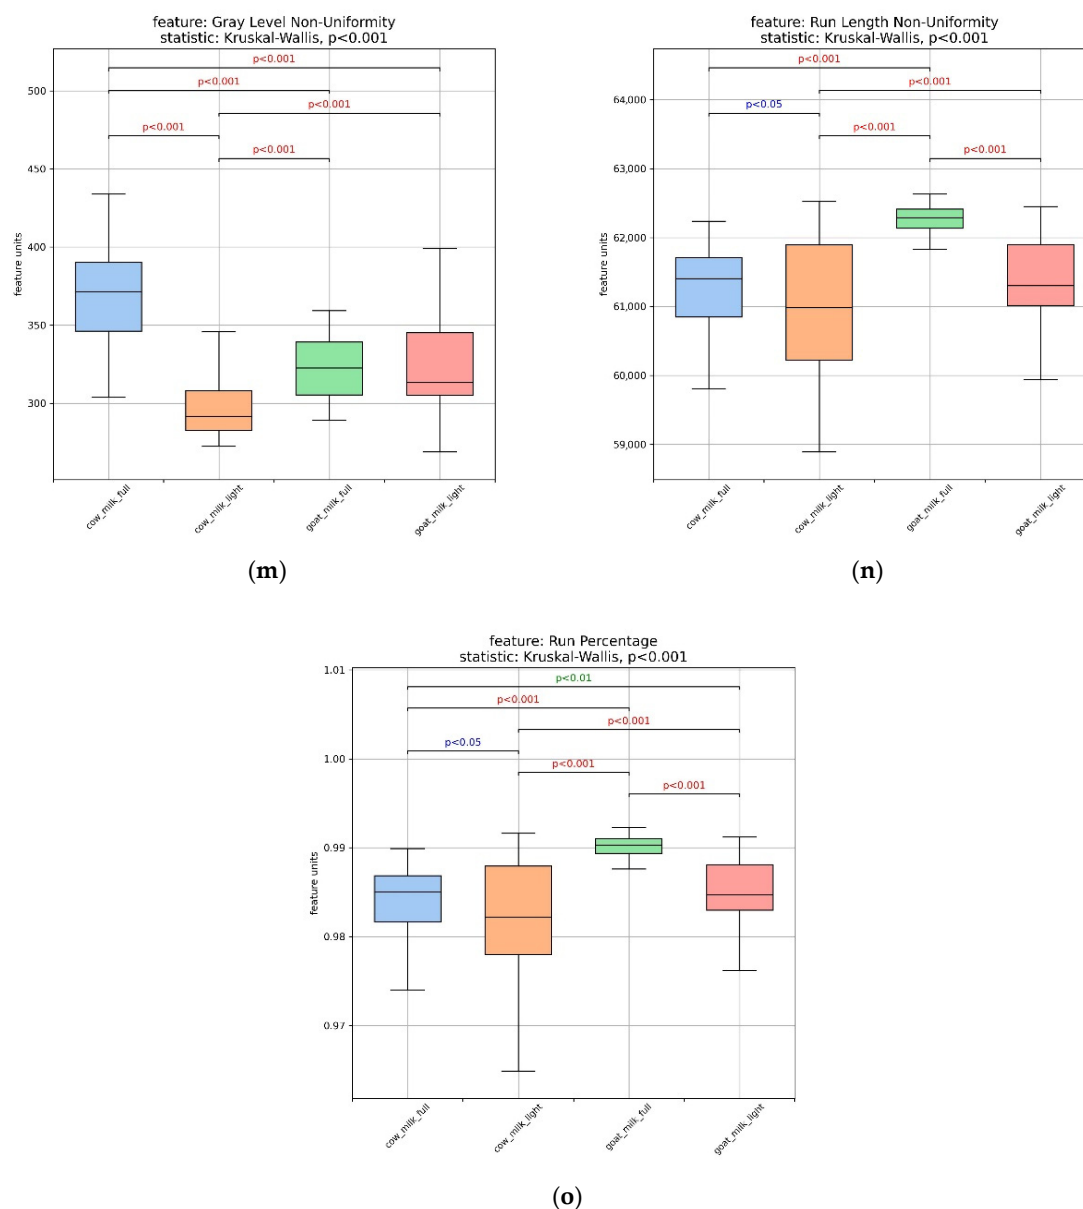 feature: Gray Level Non-Uniformity
statistic: Kruskal-Wallis, p<0.001
p<0.001
p<0.001
p<0.001
p<0.001
p<0.001
500
450
400
350
300
feature units
cow_milk_full
cow_milk_light
goat_milk_full
goat_milk_light
(m)
feature: Run Length Non-Uniformity
statistic: Kruskal-Wallis, p<0.001
p<0.001
p<0.001
p<0.05
p<0.001
p<0.001
64,000
63,000
62,000
61,000
60,000
59,000
feature units
cow_milk_full
cow_milk_light
goat_milk_full
goat_milk_light
(n)
feature: Run Percentage
statistic: Kruskal-Wallis, p<0.001
p<0.01
p<0.001
p<0.001
p<0.05
p<0.001
p<0.001
1.01
1.00
0.99
0.98
0.97
feature units
cow_milk_full
cow_milk_light
goat_milk_full
goat_milk_light
(o)